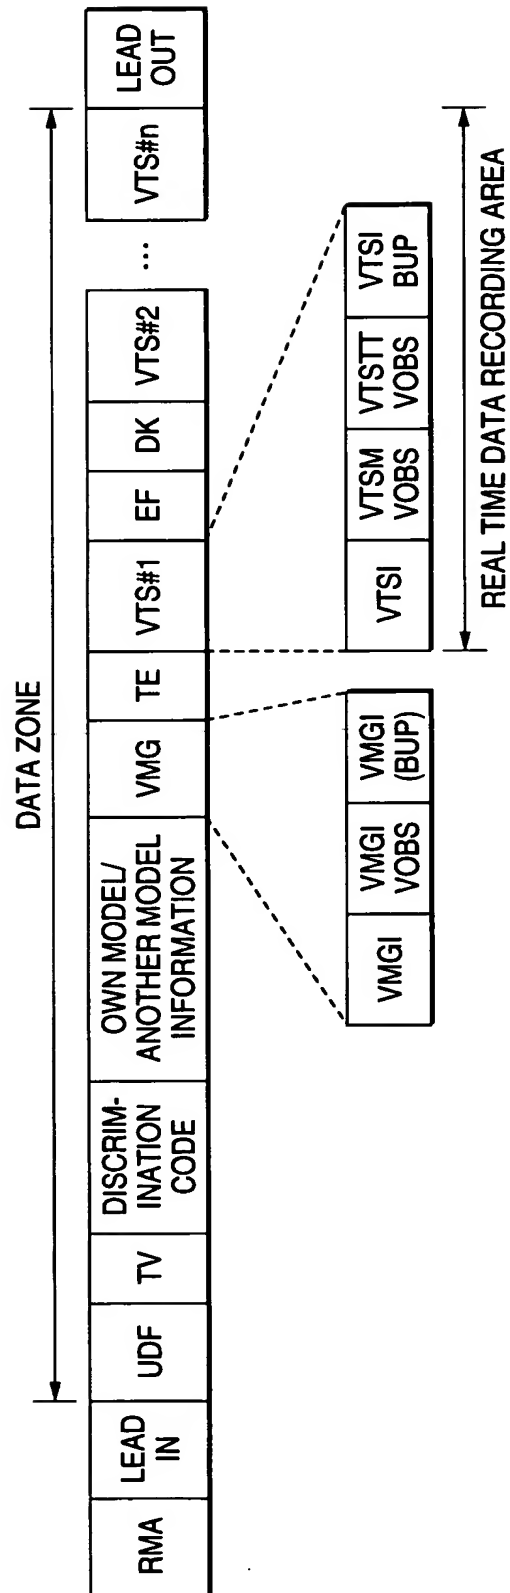 DATA ZONE
RMA
LEAD
IN
UDF
TV
DISCRIM-
INATION
CODE
OWN MODEL/
ANOTHER MODEL
INFORMATION
VMG
TE
VTS#1
EF
DK
VTS#2
...
VTS#n
LEAD
OUT
VMGI
VMGI
VOBS
VMGI
(BUP)
VTSI
VTSM
VOBS
VTSTT
VOBS
VTSI
BUP
REAL TIME DATA RECORDING AREA